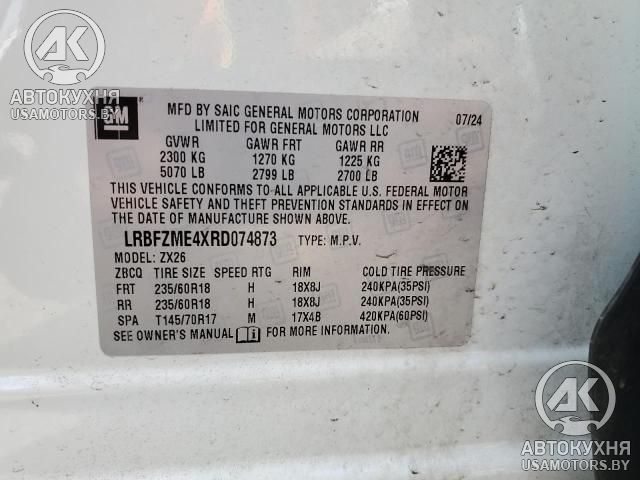 AK
АВТОКУХНЯ
USAMOTORS.BY
GM
MFD BY SAIC GENERAL MOTORS CORPORATION 07/24
LIMITED FOR GENERAL MOTORS LLC
GVWR GAWR FRT GAWR RR
2300 KG 1270 KG 1225 KG
5070 LB 2799 LB 2700 LB
THIS VEHICLE CONFORMS TO ALL APPLICABLE U.S. FEDERAL MOTOR
VEHICLE SAFETY AND THEFT PREVENTION STANDARDS IN EFFECT ON
THE DATE OF MANUFACTURE SHOWN ABOVE.
LRBFZME4XRD074873 TYPE: M.P.V.
MODEL: ZX26
ZBCQ TIRE SIZE SPEED RTG RIM COLD TIRE PRESSURE
FRT 235/60R18 H 18X8J 240KPA(35PSI)
RR 235/60R18 H 18X8J 240KPA(35PSI)
SPA T145/70R17 M 17X4B 420KPA(60PSI)
SEE OWNER'S MANUAL i FOR MORE INFORMATION.
AK
АВТОКУХНЯ
USAMOTORS.BY